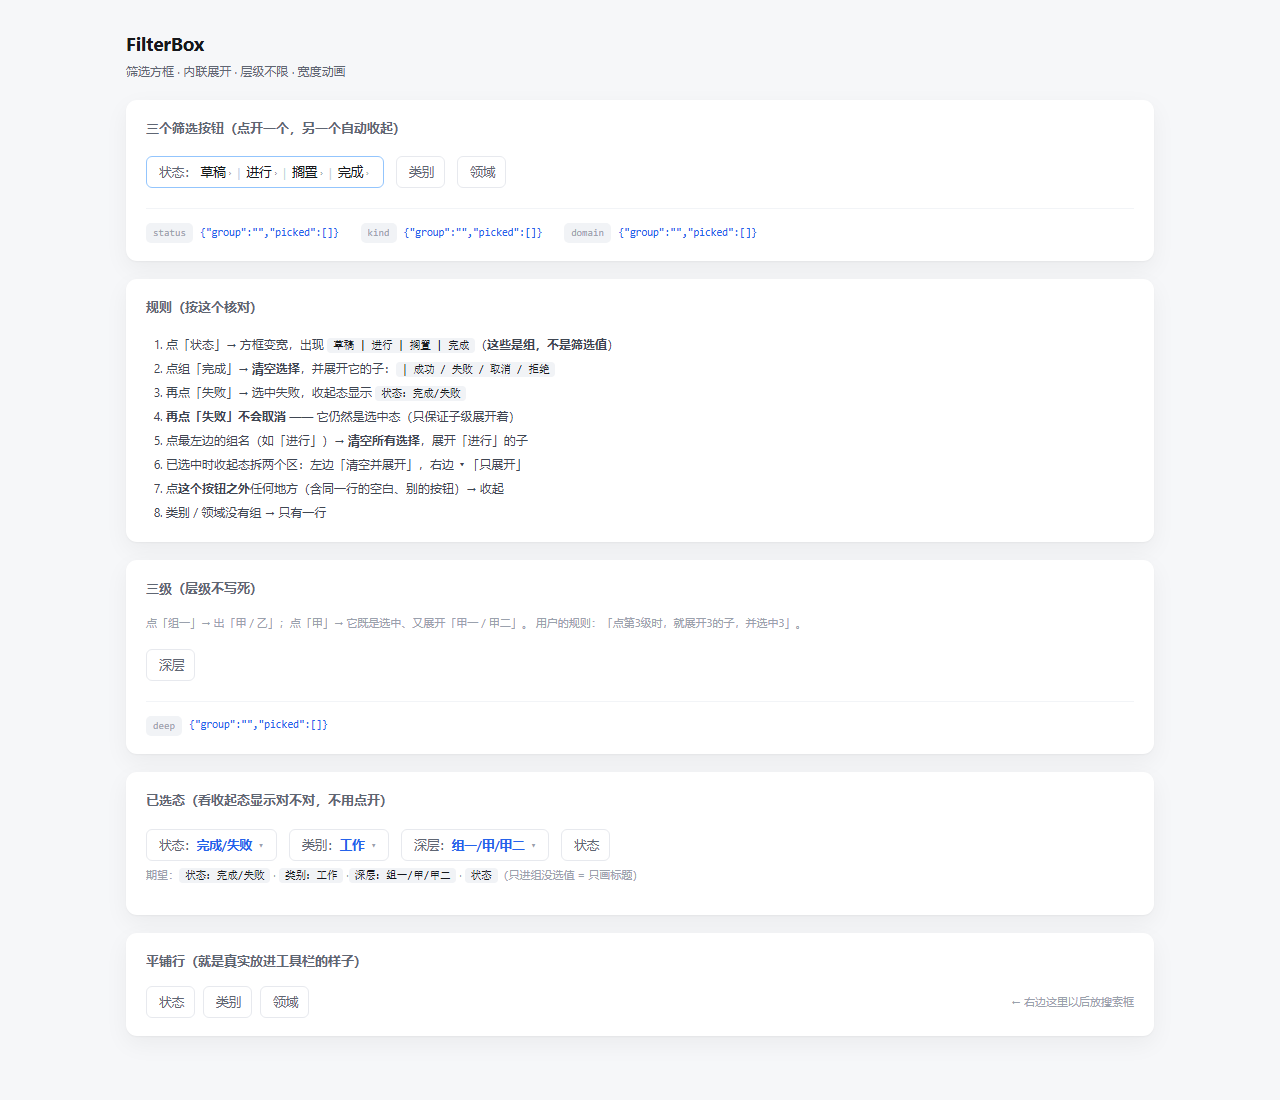 FilterBox
筛选方框 · 内联展开 · 层级不限 · 宽度动画
三个筛选按钮（点开一个，另一个自动收起）
状态： 草稿 › | 进行 › | 搁置 › | 完成 › 类别 领域
status {"group":"","picked":[]} kind {"group":"","picked":[]} domain {"group":"","picked":[]}
规则（按这个核对）
1. 点「状态」→ 方框变宽，出现 草稿 | 进行 | 搁置 | 完成 （这些是组，不是筛选值）
2. 点组「完成」→ 清空选择，并展开它的子： | 成功 / 失败 / 取消 / 拒绝
3. 再点「失败」→ 选中失败，收起态显示 状态：完成/失败
4. 再点「失败」不会取消 —— 它仍然是选中态（只保证子级展开着）
5. 点最左边的组名（如「进行」）→ 清空所有选择，展开「进行」的子
6. 已选中时收起态拆两个区：左边「清空并展开」，右边 ▾ 「只展开」
7. 点这个按钮之外任何地方（含同一行的空白、别的按钮）→ 收起
8. 类别 / 领域没有组 → 只有一行
三级（层级不写死）
点「组一」→ 出「甲 / 乙」；点「甲」→ 它既是选中、又展开「甲一 / 甲二」。 用户的规则：「点第3级时，就展开3的子，并选中3」。
深层
deep {"group":"","picked":[]}
已选态（看收起态显示对不对，不用点开）
状态：完成/失败 ▾ 类别：工作 ▾ 深层：组一/甲/甲二 ▾ 状态
期望： 状态：完成/失败 · 类别：工作 · 深层：组一/甲/甲二 · 状态 （只进组没选值 = 只画标题）
平铺行（就是真实放进工具栏的样子）
状态 类别 领域 ← 右边这里以后放搜索框